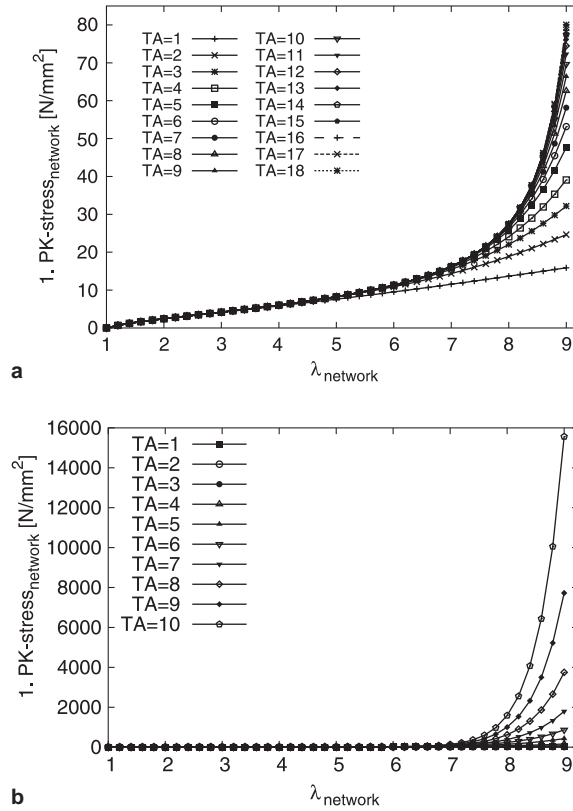 80
70
60
50
40
30
20
10
0
1. PK-stress_network [N/mm²]
TA=1
TA=2
TA=3
TA=4
TA=5
TA=6
TA=7
TA=8
TA=9
TA=10
TA=11
TA=12
TA=13
TA=14
TA=15
TA=16
TA=17
TA=18
1 2 3 4 5 6 7 8 9
λ_network
a
16000
14000
12000
10000
8000
6000
4000
2000
0
1. PK-stress_network [N/mm²]
TA=1
TA=2
TA=3
TA=4
TA=5
TA=6
TA=7
TA=8
TA=9
TA=10
1 2 3 4 5 6 7 8 9
λ_network
b